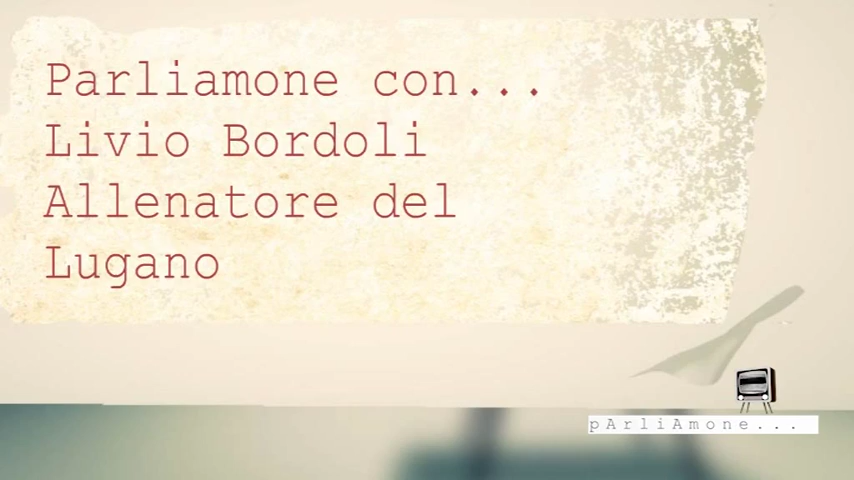 Parliamone con...
Livio Bordoli
Allenatore del
Lugano
pArliAmone...